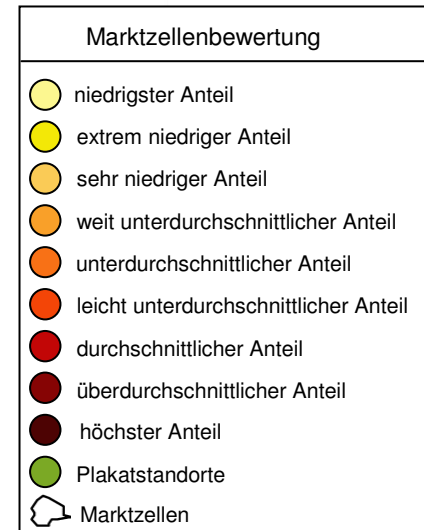 Marktzellenbewertung
niedrigster Anteil
extrem niedriger Anteil
sehr niedriger Anteil
weit unterdurchschnittlicher Anteil
unterdurchschnittlicher Anteil
leicht unterdurchschnittlicher Anteil
durchschnittlicher Anteil
überdurchschnittlicher Anteil
höchster Anteil
Plakatstandorte
Marktzellen